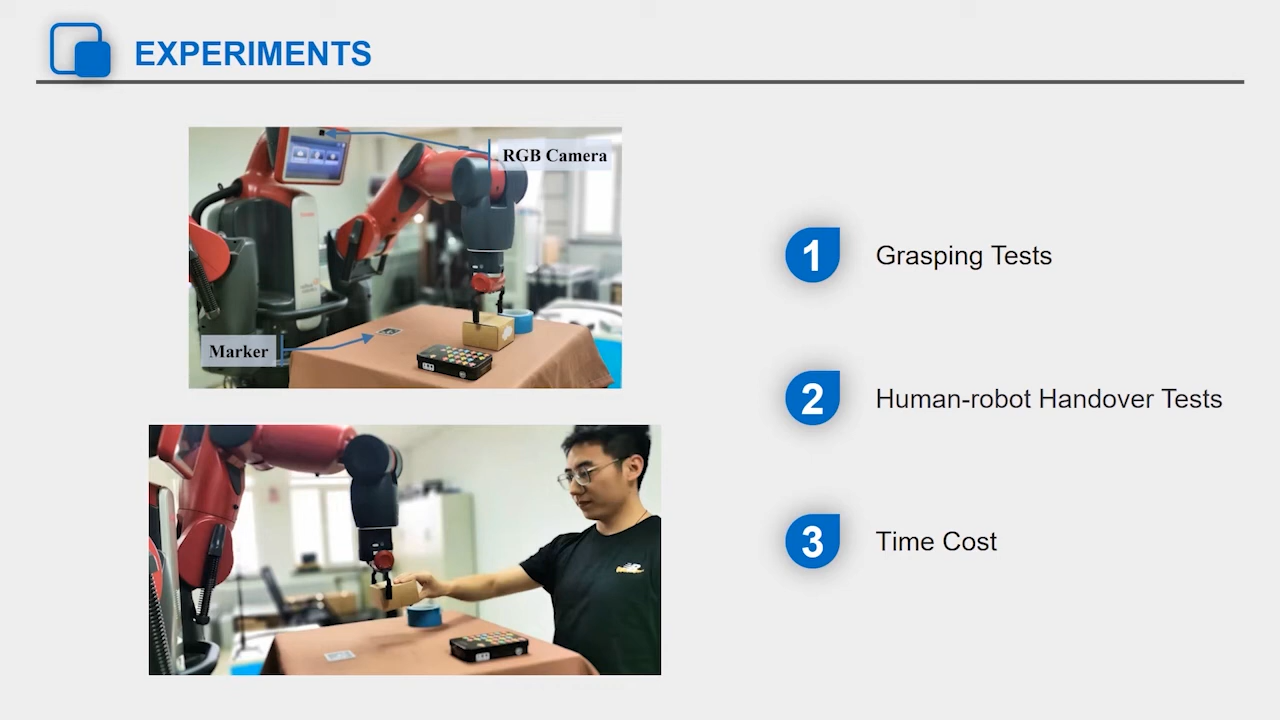 EXPERIMENTS
RGB Camera
Marker
1 Grasping Tests
2 Human-robot Handover Tests
3 Time Cost